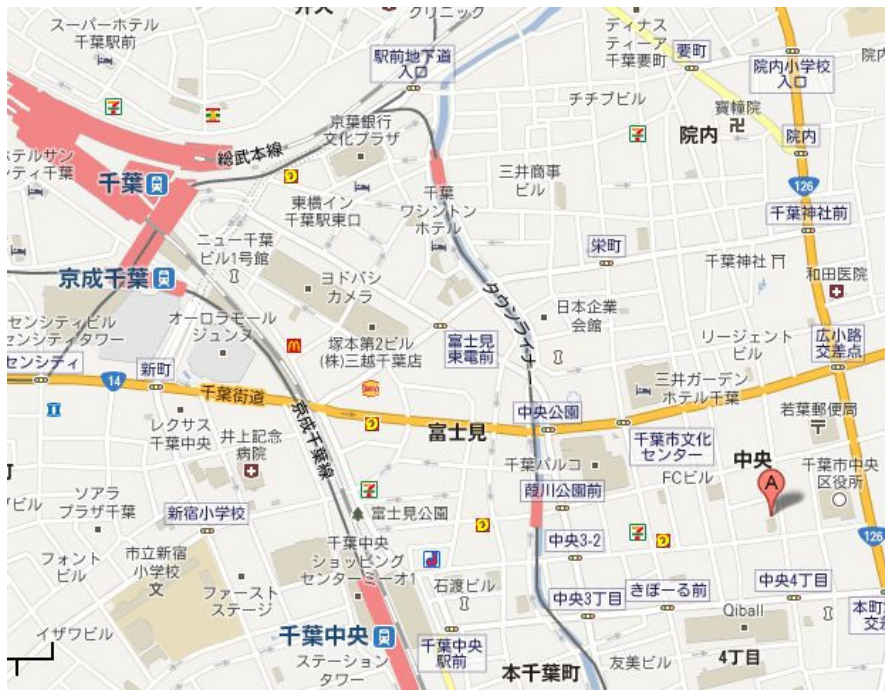 クリニック
スーパーホテル
千葉駅前
駅前地下道
入口
ディナス
ティーア
千葉要町
要町
院内小学校
入口
チチブビル
寶幢院
院内
院内
京葉銀行
文化プラザ
総武本線
千葉
東横イン
千葉駅東口
千葉
ワシントン
ホテル
三井商事
ビル
126
千葉神社前
栄町
千葉神社
和田医院
ニュー千葉
ビル1号館
京成千葉
ヨドバシ
カメラ
タウンライナー
日本企業
会館
センシティビル
センシティタワー
オーロラモール
ジュンヌ
塚本第2ビル
(株)三越千葉店
富士見
東電前
リージェント
ビル
広小路
交差点
センシティ
14
新町
千葉街道
京成千葉線
三井ガーデン
ホテル千葉
中央公園
若葉郵便局
レクサス
千葉中央
井上記念
病院
富士見
千葉市文化
センター
千葉パルコ
FCビル
中央
A
千葉市中央
区役所
葭川公園前
ソアラ
プラザ千葉
新宿小学校
富士見公園
中央3-2
126
フォント
ビル
市立新宿
小学校
千葉中央
ショッピング
センターミーオ1
ファースト
ステージ
石渡ビル
中央3丁目
きぼーる前
中央4丁目
Qiball
イザワビル
千葉中央
ステーション
タワー
千葉中央
駅前
本千葉町
友美ビル
4丁目